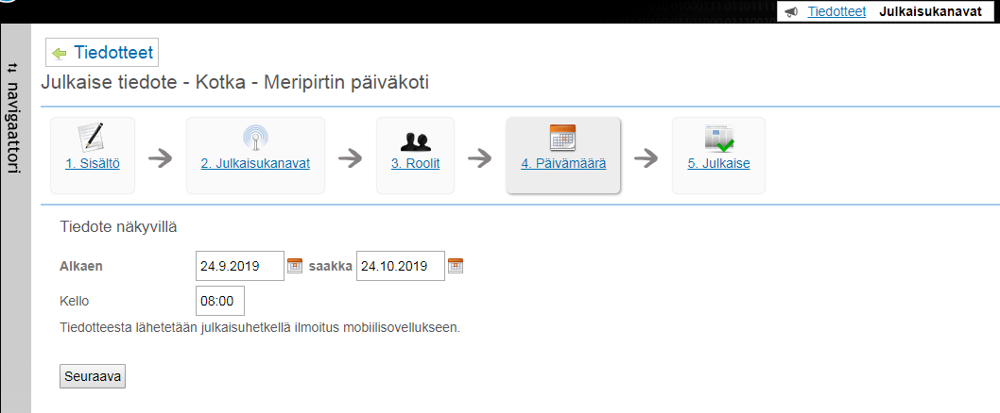 Tiedotteet Julkaisukanavat
navigaattori
Tiedotteet
Julkaise tiedote - Kotka - Meripirtin päiväkoti
1. Sisältö
2. Julkaisukanavat
3. Roolit
4. Päivämäärä
5. Julkaise
Tiedote näkyvillä
Alkaen 24.9.2019 saakka 24.10.2019
Kello 08:00
Tiedotteesta lähetetään julkaisuhetkellä ilmoitus mobiilisovellukseen.
Seuraava